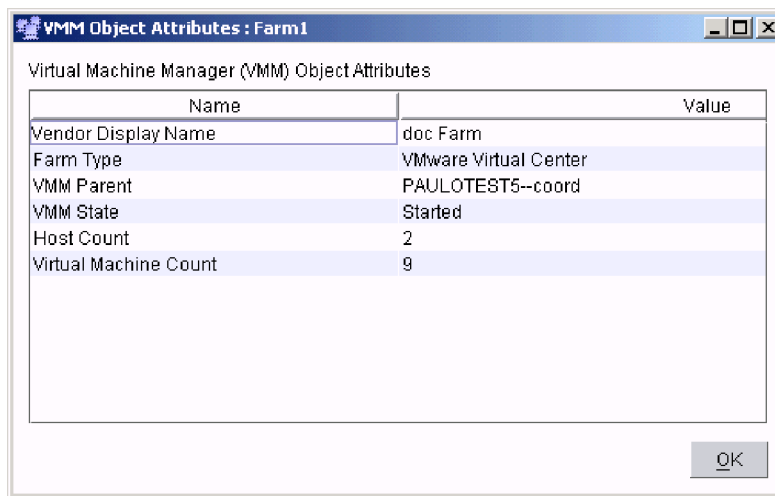 VMM Object Attributes : Farm1
Virtual Machine Manager (VMM) Object Attributes
Name Value
Vendor Display Name doc Farm
Farm Type VMware Virtual Center
VMM Parent PAULOTEST5--coord
VMM State Started
Host Count 2
Virtual Machine Count 9
OK